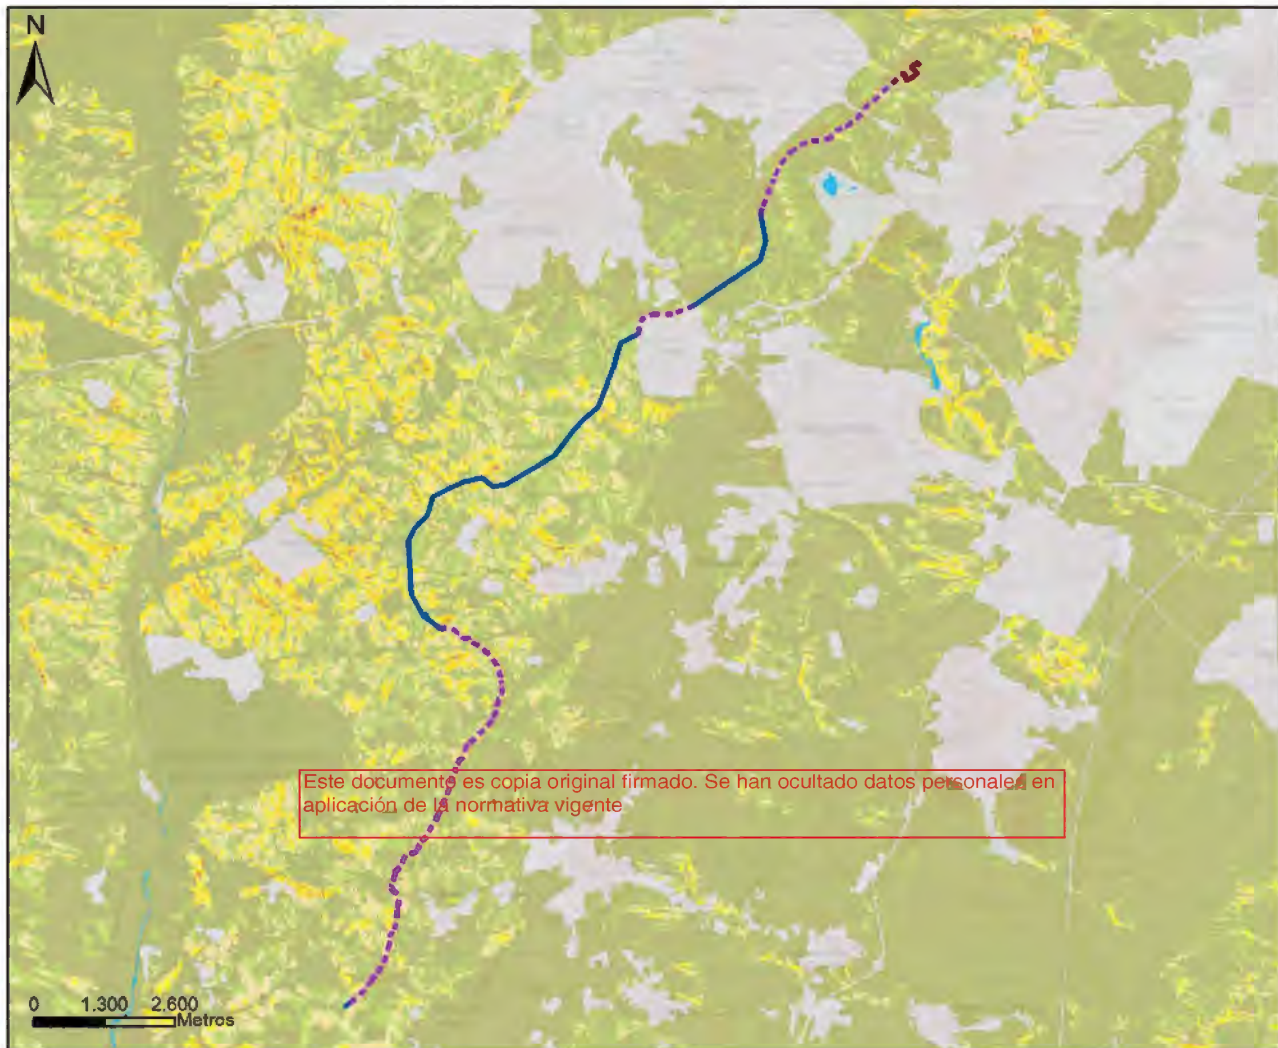 N
Este documento es copia original firmado. Se han ocultado datos personales en
aplicación de la normativa vigente
0 1.300 2.600
Metros